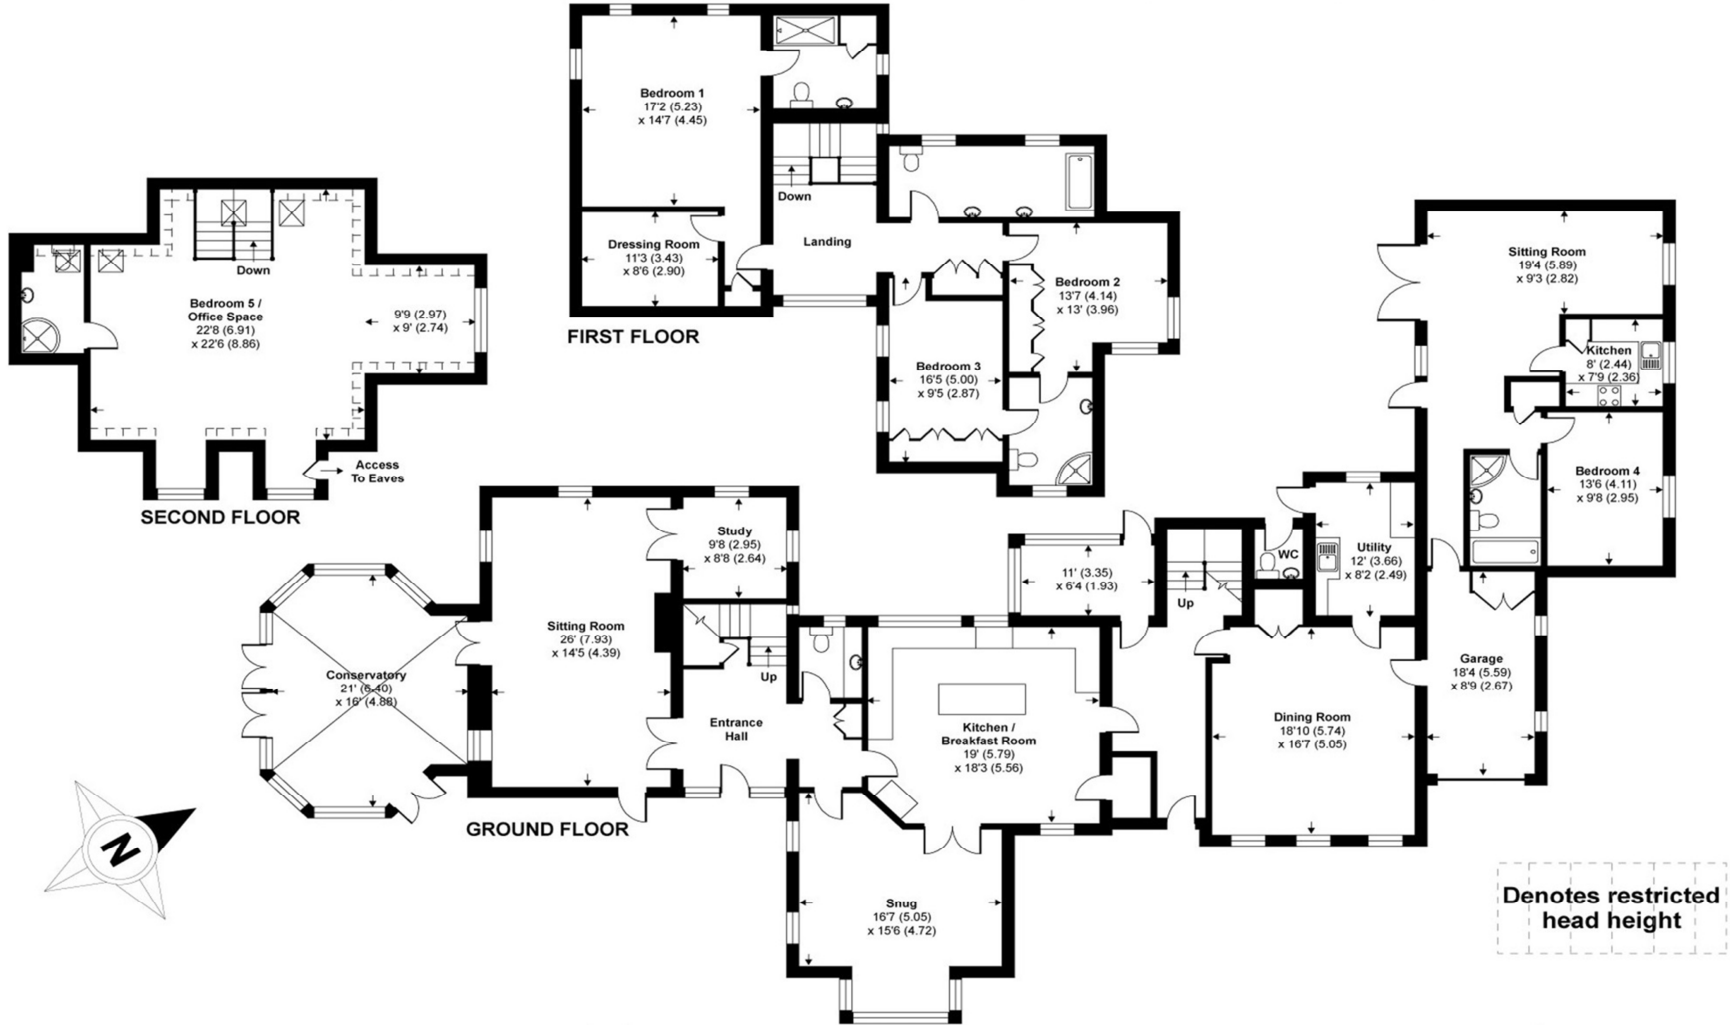 Bedroom 1
17'2 (5.23)
x 14'7 (4.45)
Down
Dressing Room
11'3 (3.43)
x 8'6 (2.90)
Landing
Bedroom 2
13'7 (4.14)
x 13' (3.96)
Bedroom 3
16'5 (5.00)
x 9'5 (2.87)
FIRST FLOOR
Down
Bedroom 5 /
Office Space
22'8 (6.91)
x 22'6 (8.86)
9'9 (2.97)
x 9' (2.74)
Access
To Eaves
SECOND FLOOR
Sitting Room
19'4 (5.89)
x 9'3 (2.82)
Kitchen
8' (2.44)
x 7'9 (2.36)
Bedroom 4
13'6 (4.11)
x 9'8 (2.95)
Study
9'8 (2.95)
x 8'8 (2.64)
11' (3.35)
x 6'4 (1.93)
Up
WC
Utility
12' (3.66)
x 8'2 (2.49)
Sitting Room
26' (7.93)
x 14'5 (4.39)
Conservatory
21' (6.40)
x 16' (4.88)
Up
Entrance
Hall
Kitchen /
Breakfast Room
19' (5.79)
x 18'3 (5.56)
Dining Room
18'10 (5.74)
x 16'7 (5.05)
Garage
18'4 (5.59)
x 8'9 (2.67)
GROUND FLOOR
Snug
16'7 (5.05)
x 15'6 (4.72)
N
Denotes restricted
head height